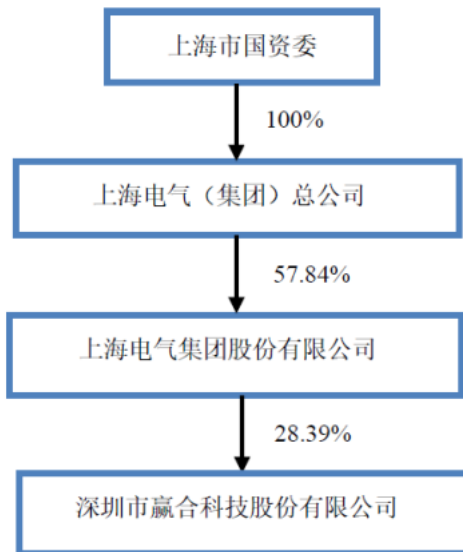 上海市国资委
100%
上海电气（集团）总公司
57.84%
上海电气集团股份有限公司
28.39%
深圳市赢合科技股份有限公司